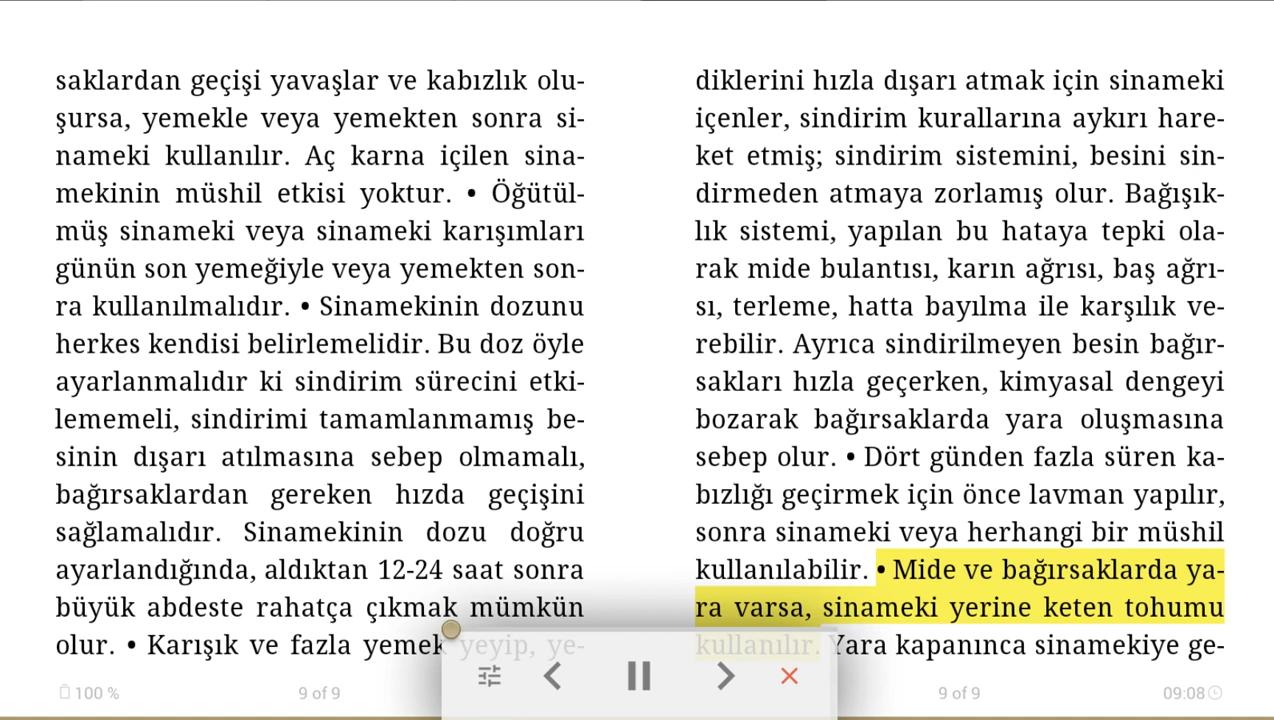 saklardan geçişi yavaşlar ve kabızlık olu-
şursa, yemekle veya yemekten sonra si-
nameki kullanılır. Aç karna içilen sina-
mekinin müshil etkisi yoktur. • Öğütül-
müş sinameki veya sinameki karışımları
günün son yemeğiyle veya yemekten son-
ra kullanılmalıdır. • Sinamekinin dozunu
herkes kendisi belirlemelidir. Bu doz öyle
ayarlanmalıdır ki sindirim sürecini etki-
lememeli, sindirimi tamamlanmamış be-
sinin dışarı atılmasına sebep olmamalı,
bağırsaklardan gereken hızda geçişini
sağlamalıdır. Sinamekinin dozu doğru
ayarlandığında, aldıktan 12-24 saat sonra
büyük abdeste rahatça çıkmak mümkün
olur. • Karışık ve fazla yemek yeyip, ye-
diklerini hızla dışarı atmak için sinameki
içenler, sindirim kurallarına aykırı hare-
ket etmiş; sindirim sistemini, besini sin-
dirmeden atmaya zorlamış olur. Bağışık-
lık sistemi, yapılan bu hataya tepki ola-
rak mide bulantısı, karın ağrısı, baş ağrı-
sı, terleme, hatta bayılma ile karşılık ve-
rebilir. Ayrıca sindirilmeyen besin bağır-
sakları hızla geçerken, kimyasal dengeyi
bozarak bağırsaklarda yara oluşmasına
sebep olur. • Dört günden fazla süren ka-
bızlığı geçirmek için önce lavman yapılır,
sonra sinameki veya herhangi bir müshil
kullanılabilir. • Mide ve bağırsaklarda ya-
ra varsa, sinameki yerine keten tohumu
kullanılır. Yara kapanınca sinamekiye ge-
100 %
9 of 9
9 of 9
09:08